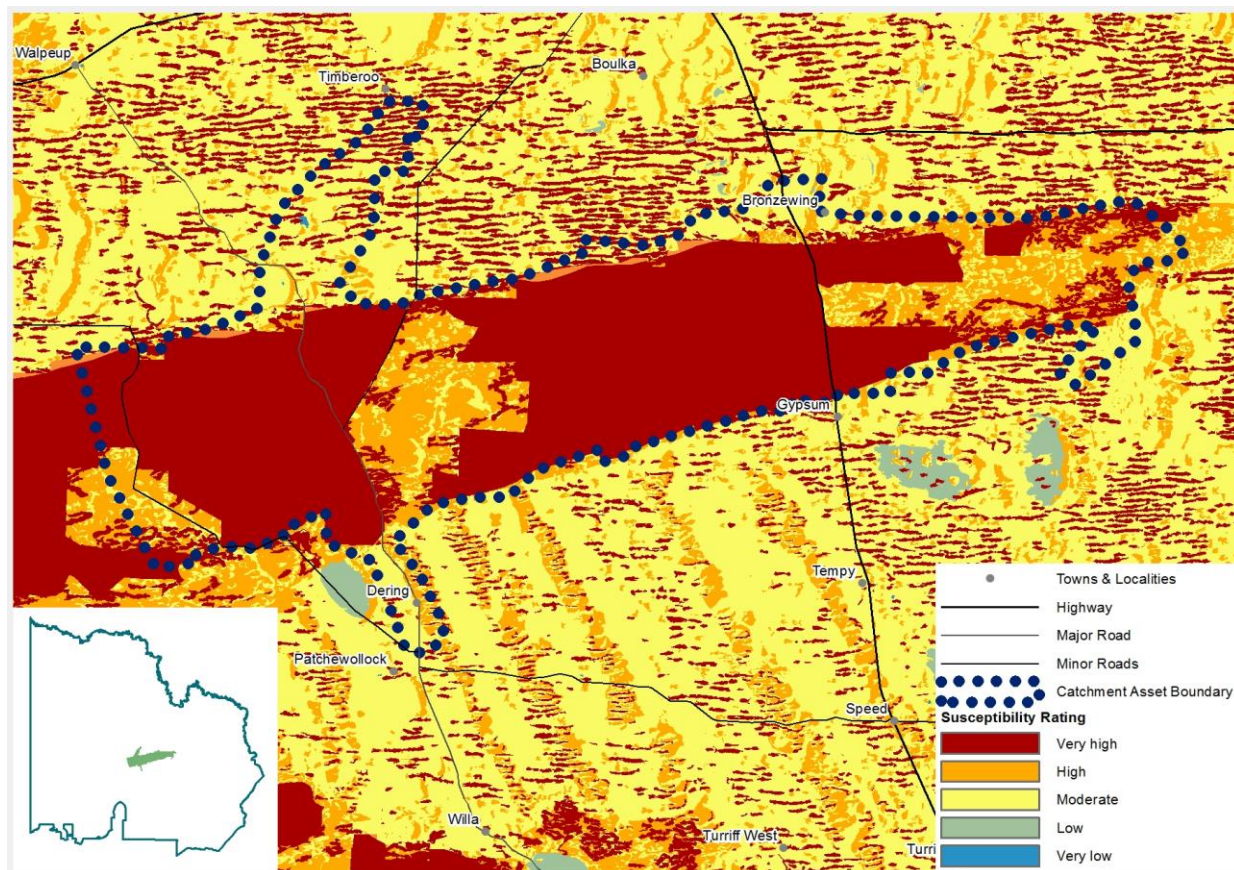 Walpeup
Timberoo
Boulka
Bronzewing
Gypsum
Tempy
Dering
Patchewollock
Speed
Willa
Turriff West
Turri
Towns & Localities
Highway
Major Road
Minor Roads
Catchment Asset Boundary
Susceptibility Rating
Very high
High
Moderate
Low
Very low